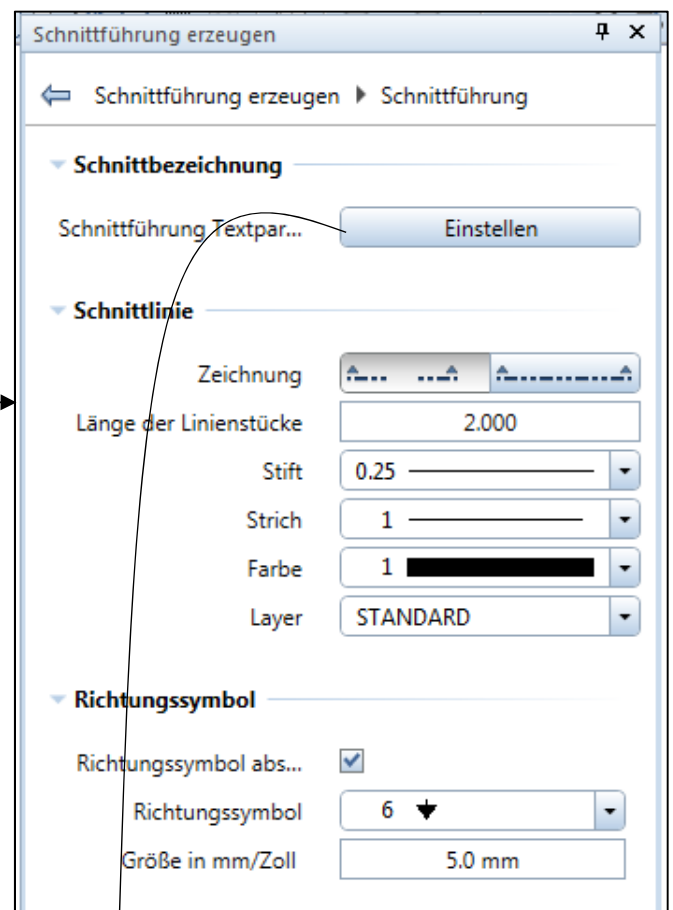 Schnittführung erzeugen
Schnittführung erzeugen Schnittführung
Schnittbezeichnung
Schnittführung Textpar... Einstellen
Schnittlinie
Zeichnung
Länge der Linienstücke 2.000
Stift 0.25
Strich 1
Farbe 1
Layer STANDARD
Richtungssymbol
Richtungssymbol abs...
Richtungssymbol 6
Größe in mm/Zoll 5.0 mm